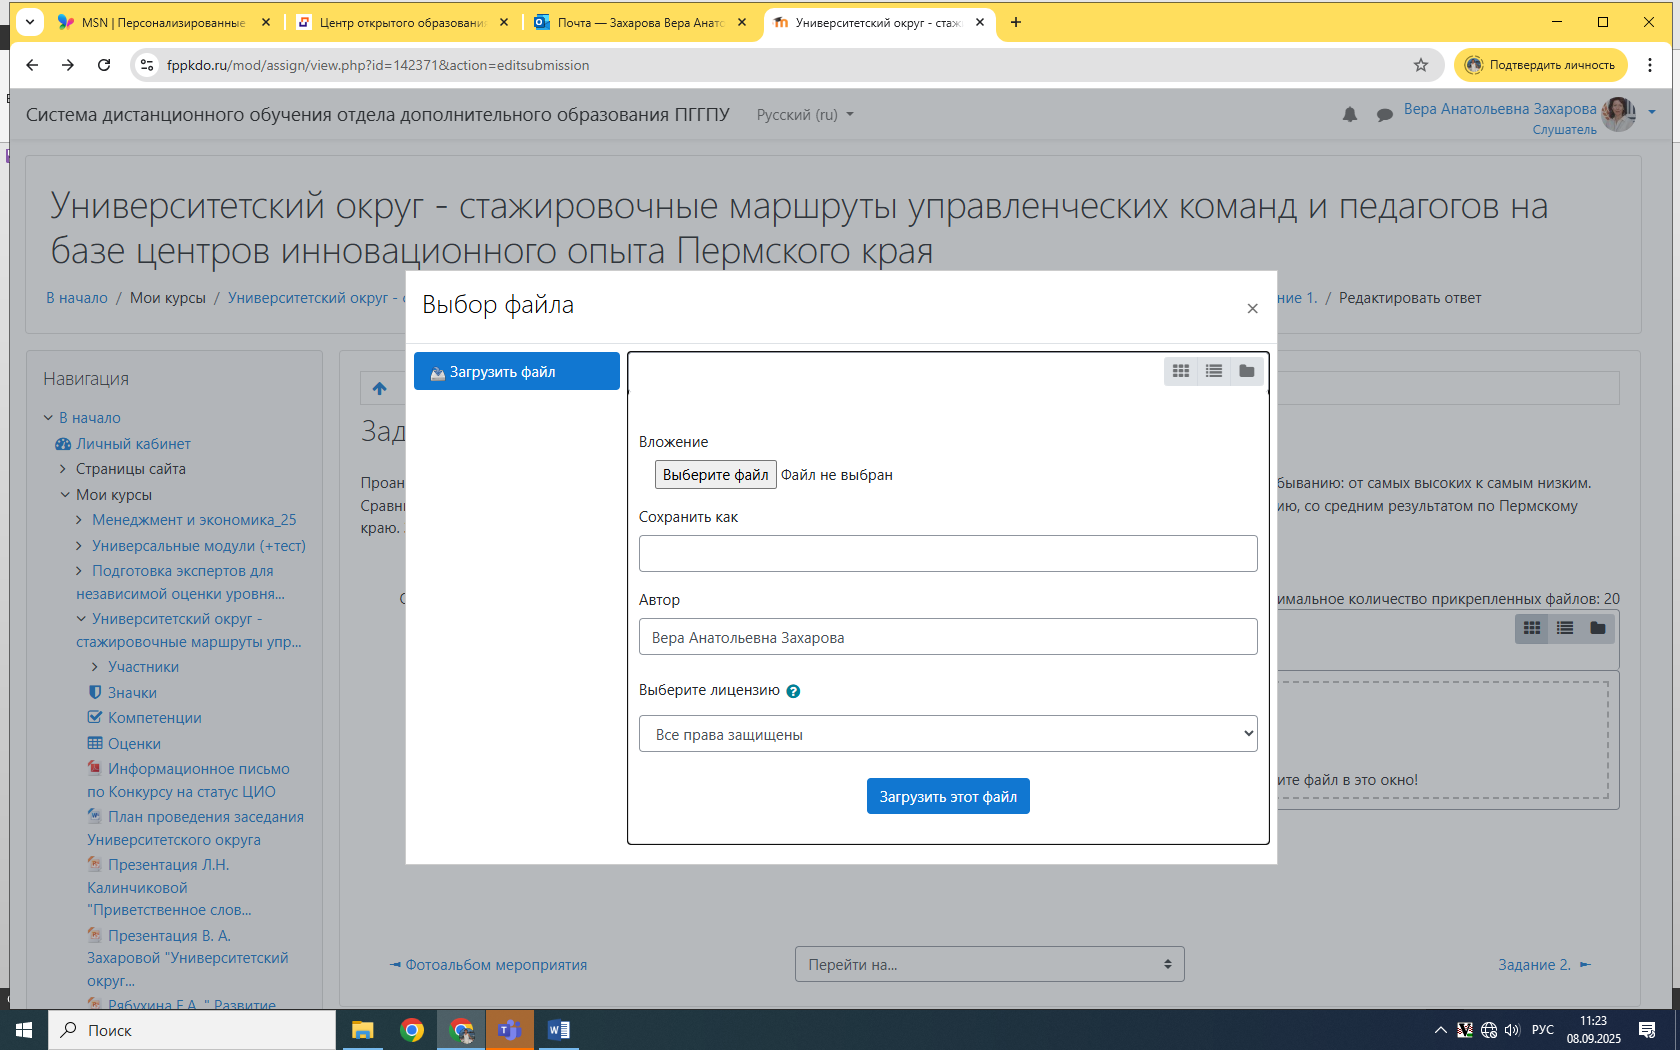 MSN | Персонализированные
Центр открытого образовани
Почта — Захарова Вера Анато
Университетский округ - стаж
fppkdo.ru/mod/assign/view.php?id=142371&action=editsubmission
Подтвердить личность
Система дистанционного обучения отдела дополнительного образования ПГГПУ
Русский (ru)
Вера Анатольевна Захарова
Слушатель
Университетский округ - стажировочные маршруты управленческих команд и педагогов на
базе центров инновационного опыта Пермского края
В начало / Мои курсы / Университетский округ - с
ние 1. / Редактировать ответ
Выбор файла
×
Загрузить файл
Вложение
Выберите файл Файл не выбран
Сохранить как
Автор
Вера Анатольевна Захарова
Выберите лицензию ?
Все права защищены
Загрузить этот файл
Навигация
В начало
Личный кабинет
Страницы сайта
Мои курсы
Менеджмент и экономика_25
Универсальные модули (+тест)
Подготовка экспертов для
независимой оценки уровня...
Университетский округ -
стажировочные маршруты упр...
Участники
Значки
Компетенции
Оценки
Информационное письмо
по Конкурсу на статус ЦИО
План проведения заседания
Университетского округа
Презентация Л.Н.
Калинчиковой
"Приветственное слов...
Презентация В. А.
Захаровой "Университетский
округ...
Рябухина Е.А. " Развитие
Зад
Проан
быванию: от самых высоких к самым низким.
Сравн
ию, со средним результатом по Пермскому
краю.
имальное количество прикрепленных файлов: 20
ите файл в это окно!
◄ Фотоальбом мероприятия
Перейти на...
Задание 2. ►
Поиск
РУС
11:23
08.09.2025